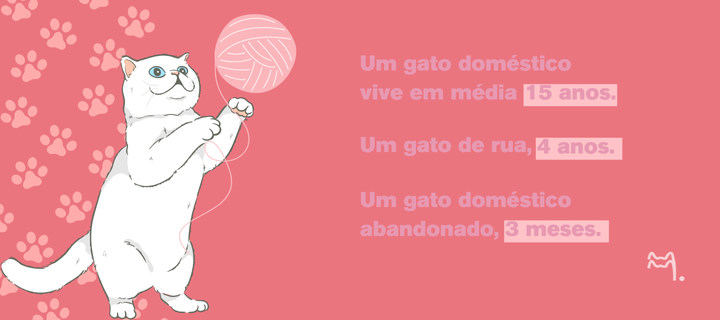 Um gato doméstico
vive em média 15 anos.
Um gato de rua, 4 anos.
Um gato doméstico
abandonado, 3 meses.